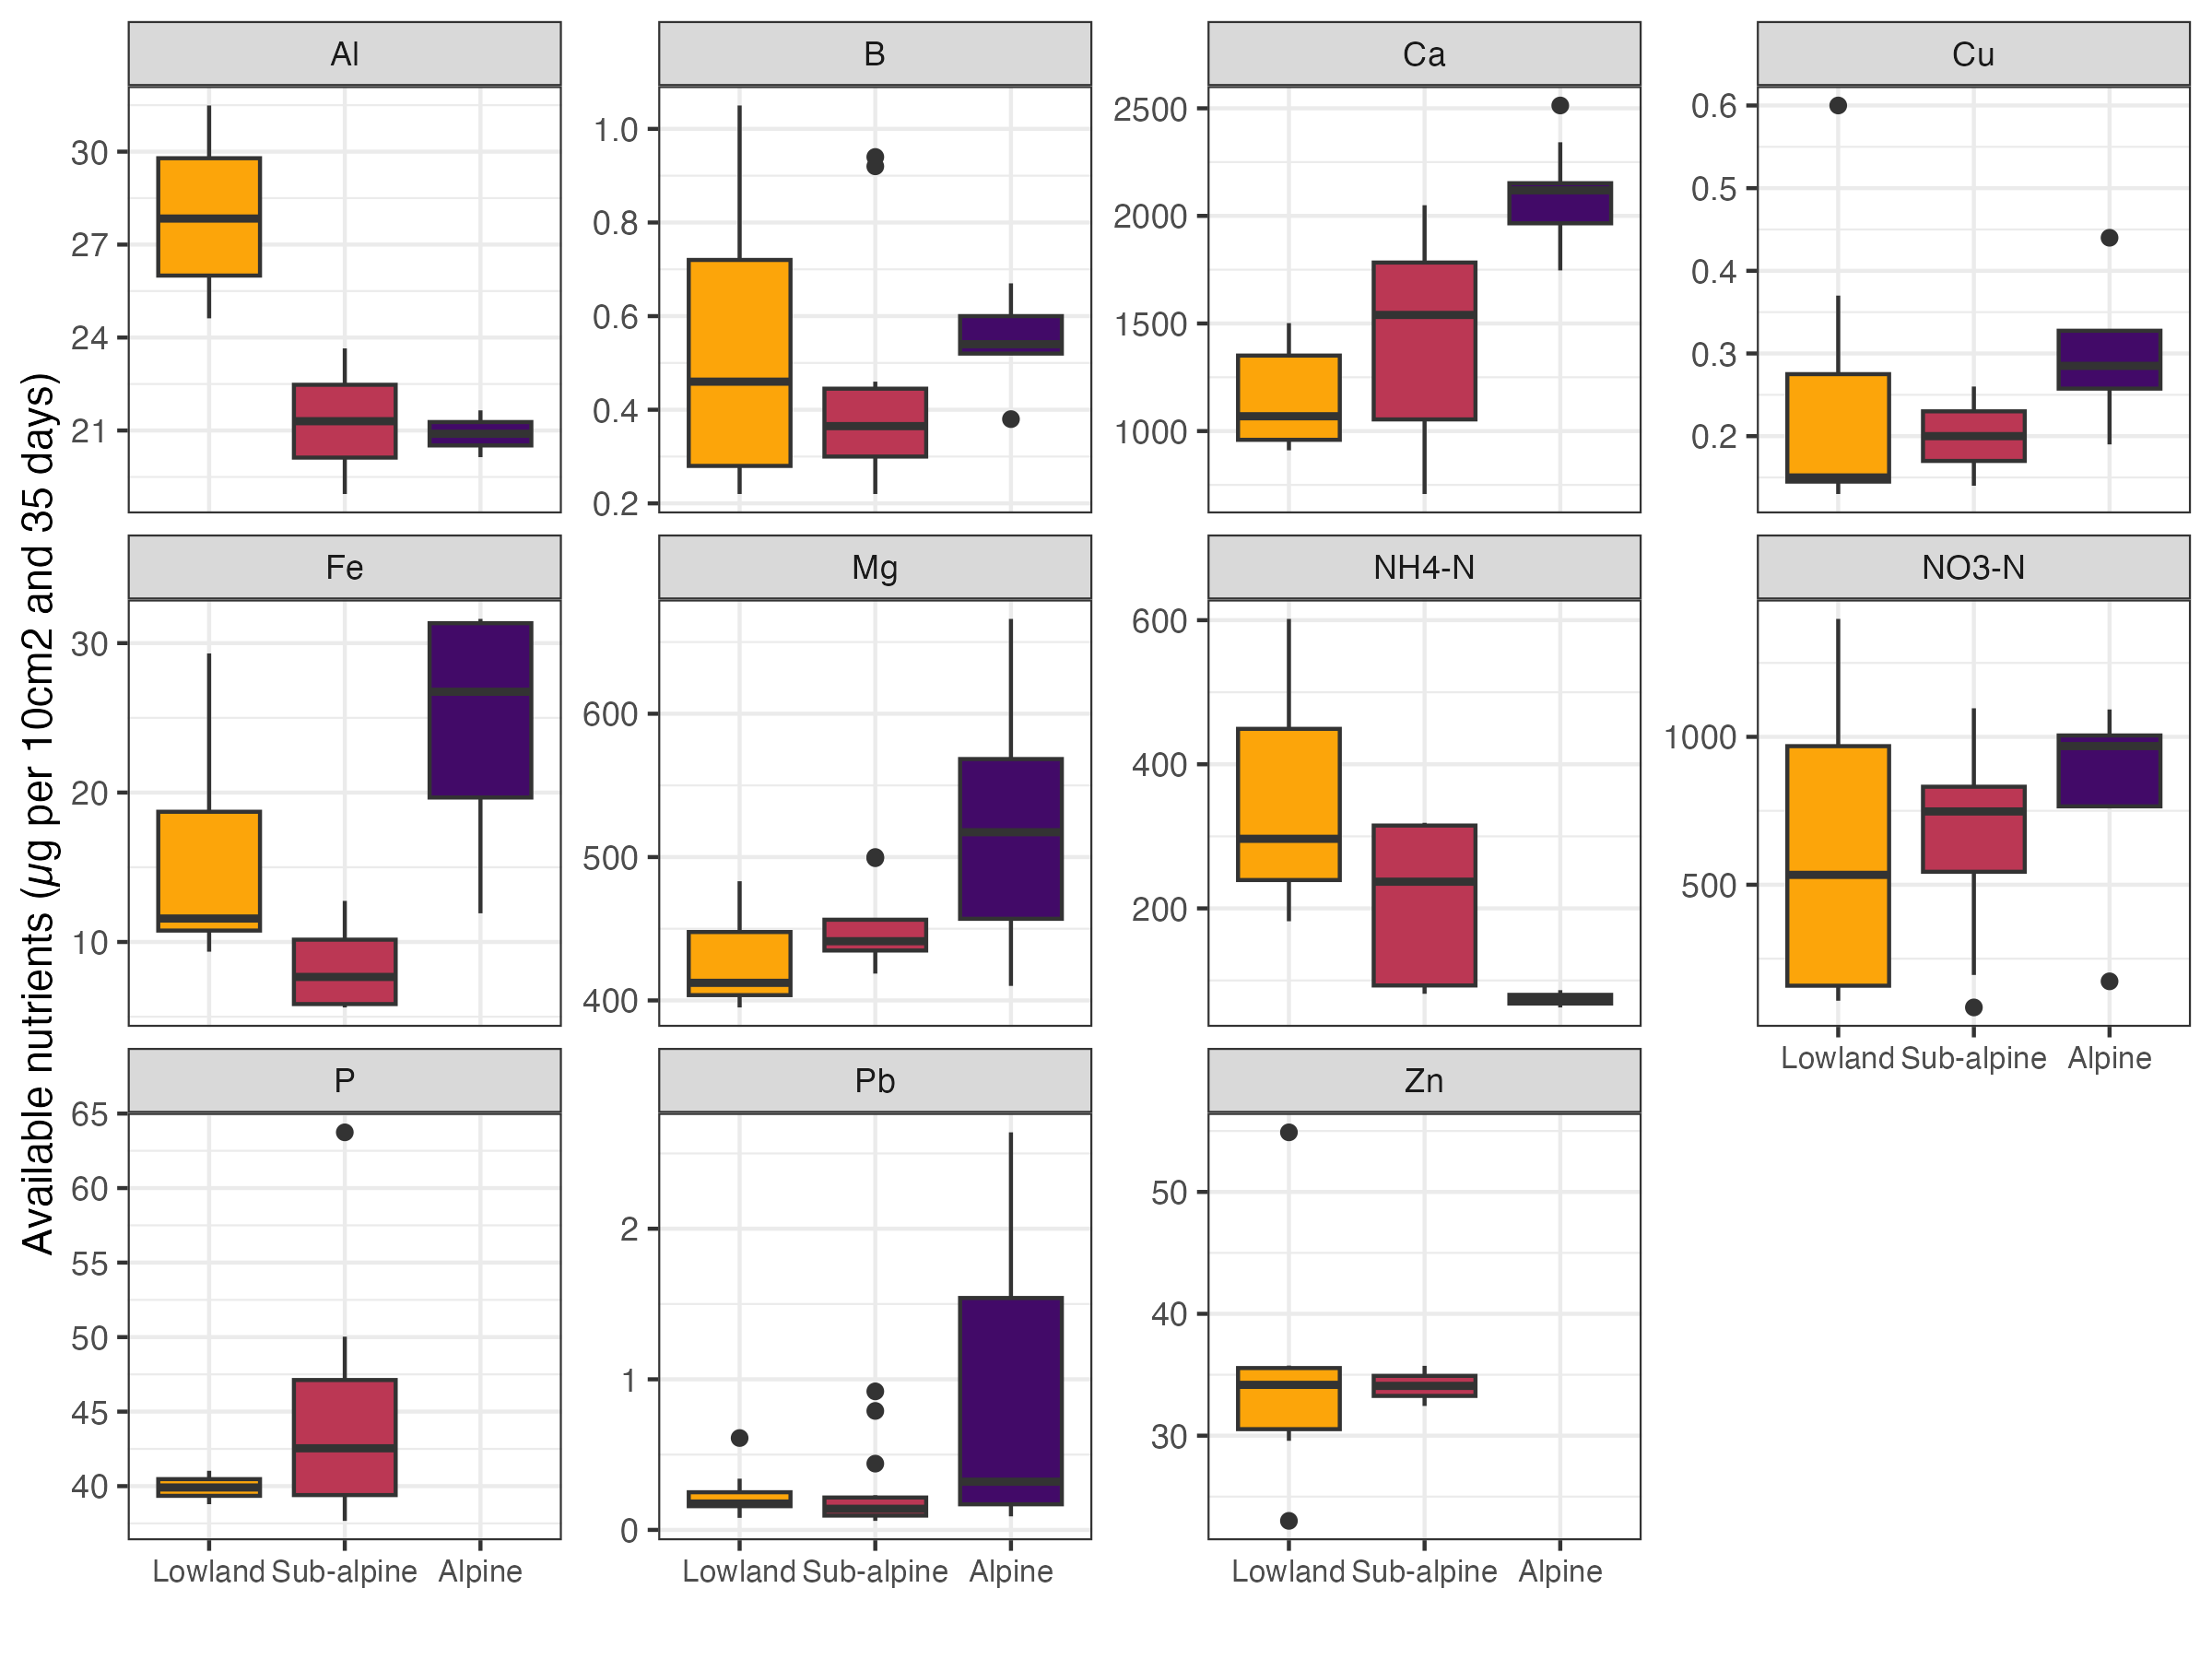 Available nutrients (µg per 10cm2 and 35 days)
Al
30
27
24
21
B
1.0
0.8
0.6
0.4
0.2
Ca
2500
2000
1500
1000
Cu
0.6
0.5
0.4
0.3
0.2
Fe
30
20
10
Mg
600
500
400
NH4-N
600
400
200
NO3-N
1000
500
Lowland Sub-alpine Alpine
P
65
60
55
50
45
40
Lowland Sub-alpine Alpine
Pb
2
1
0
Lowland Sub-alpine Alpine
Zn
50
40
30
Lowland Sub-alpine Alpine